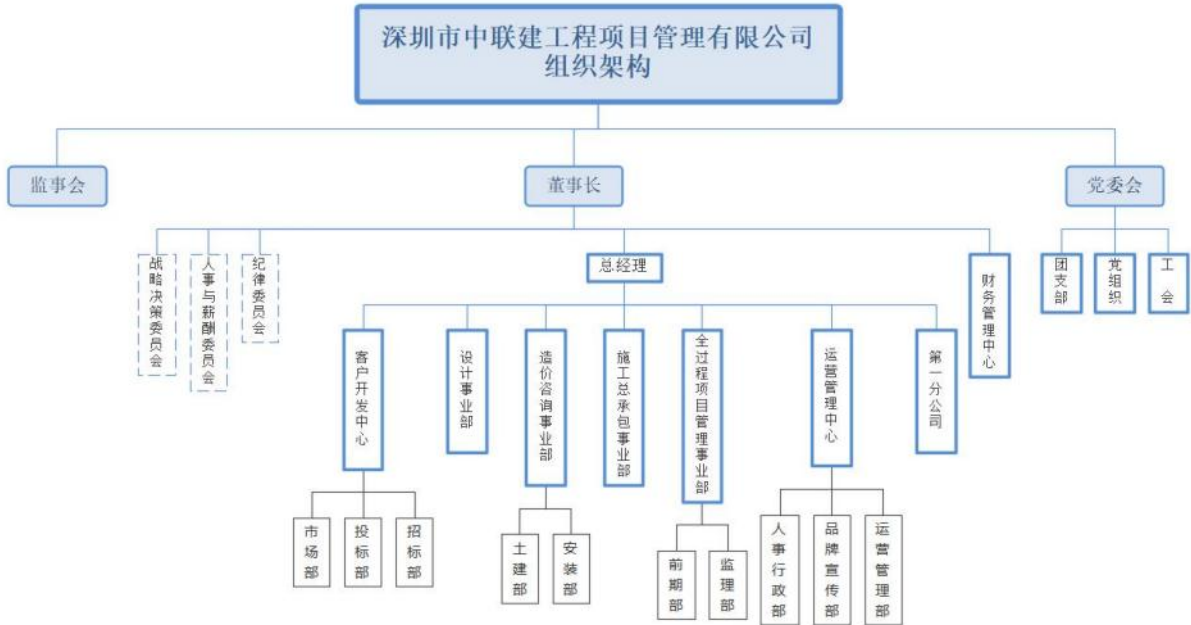 深圳市中联建工程项目管理有限公司
组织架构
监事会
董事长
党委会
战略决策委员会
人事与薪酬委员会
纪律委员会
总经理
财务管理中心
团支部
党组织
工会
客户开发中心
设计事业部
造价咨询事业部
施工总承包事业部
全过程项目管理事业部
运营管理中心
第一分公司
市场部
投标部
招标部
土建部
安装部
前期部
监理部
人事行政部
品牌宣传部
运营管理部